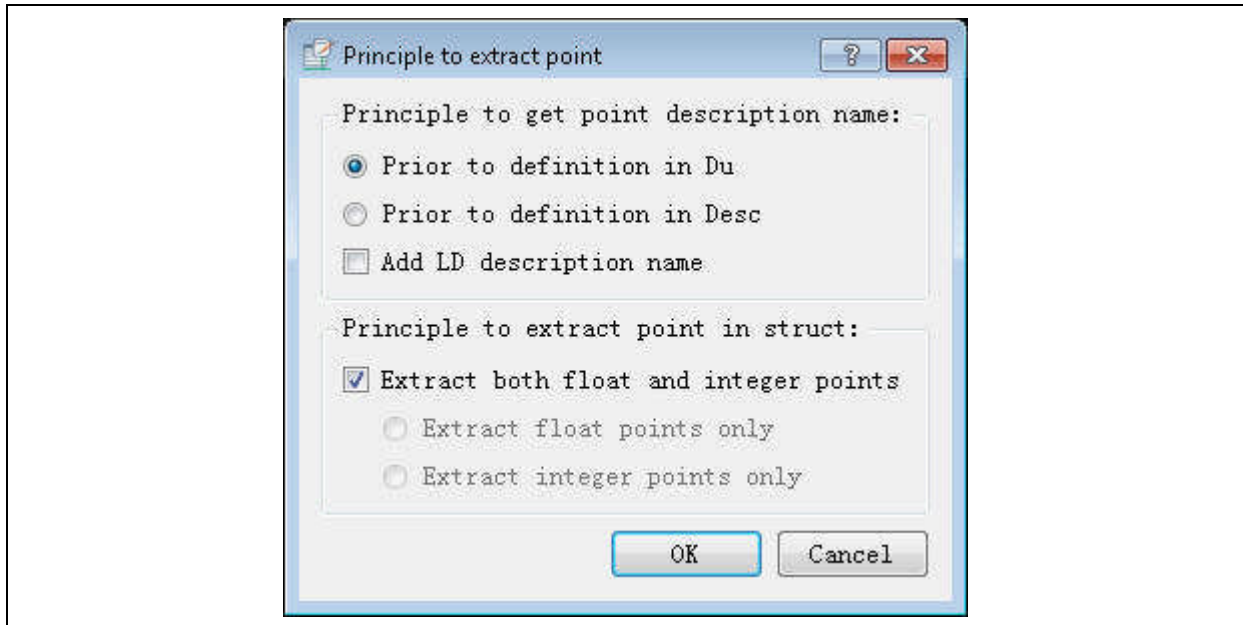 Principle to extract point
Principle to get point description name:
Prior to definition in Du
Prior to definition in Desc
Add LD description name
Principle to extract point in struct:
Extract both float and integer points
Extract float points only
Extract integer points only
OK Cancel